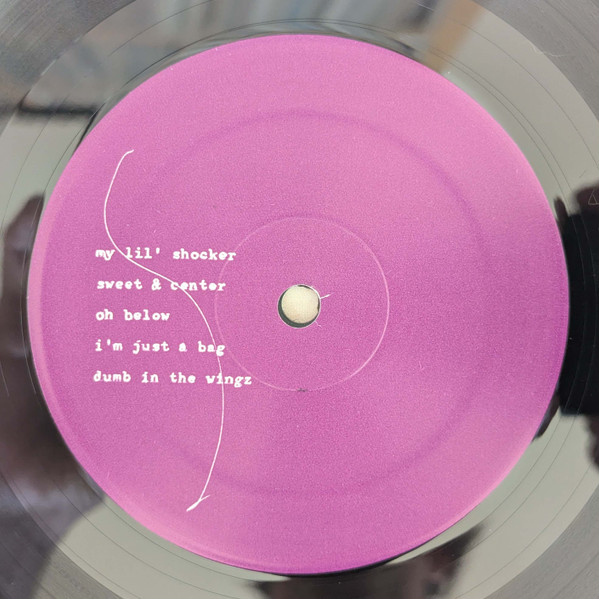 my lil' shocker
sweet & center
oh below
i'm just a bag
dumb in the wingz